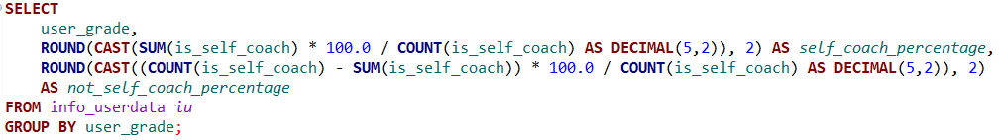 SELECT
user_grade,
ROUND(CAST(SUM(is_self_coach) * 100.0 / COUNT(is_self_coach) AS DECIMAL(5,2)), 2) AS self_coach_percentage,
ROUND(CAST((COUNT(is_self_coach) - SUM(is_self_coach)) * 100.0 / COUNT(is_self_coach) AS DECIMAL(5,2)), 2)
AS not_self_coach_percentage
FROM info_userdata iu
GROUP BY user_grade;